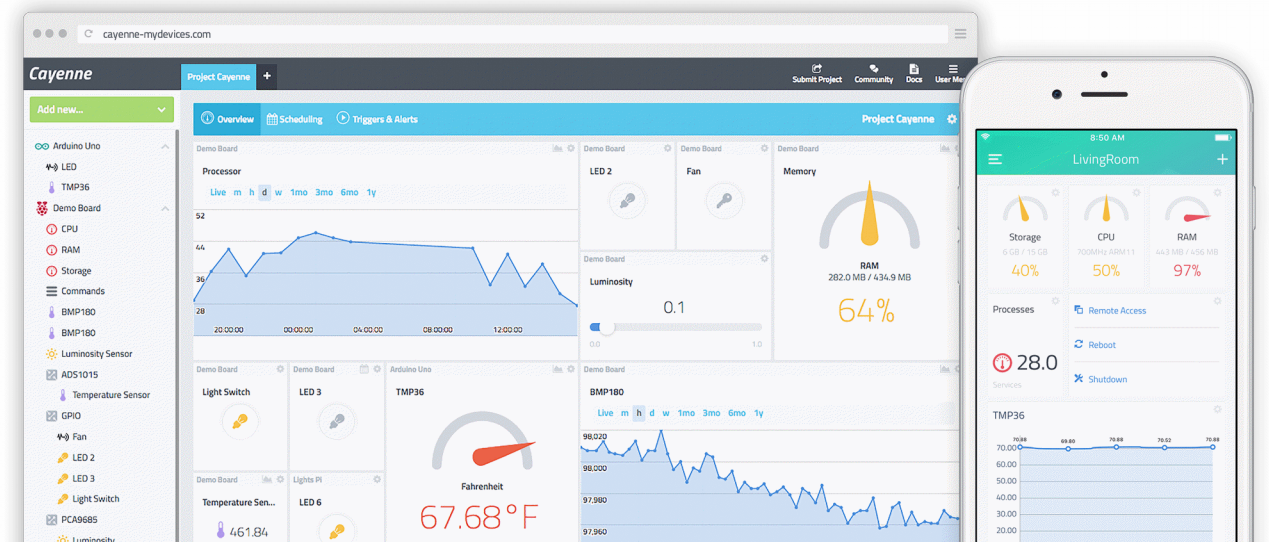 cayenne-mydevices.com
Cayenne
Project Cayenne
+
Submit Project
Community
Docs
User Me
Add new...
Arduino Uno
LED
TMP36
Demo Board
CPU
RAM
Storage
Commands
BMP180
BMP180
Luminosity Sensor
ADS1015
Temperature Sensor
GPIO
Fan
LED 2
LED 3
Light Switch
PCA9685
Luminosity
Overview
Scheduling
Triggers & Alerts
Project Cayenne
Demo Board
Processor
Live m h d w 1mo 3mo 6mo 1y
52
44
36
28
20:00:00 00:00:00 04:00:00 08:00:00 12:00:00
Demo Board
LED 2
Demo Board
Fan
Demo Board
Luminosity
0.1
0.0 1.0
Demo Board
Memory
RAM
282.0 MB / 434.9 MB
64%
Demo Board
Light Switch
Demo Board
LED 3
Arduino Uno
TMP36
Fahrenheit
67.68°F
Demo Board
Temperature Sen...
461.84
Lights Pi
LED 6
Demo Board
BMP180
Live m h d w 1mo 3mo 6mo 1y
98,020
98,000
97,980
97,960
8:50 AM
LivingRoom
+
Storage
6 GB / 15 GB
40%
CPU
700MHz ARM11
50%
RAM
443 MB / 456 MB
97%
Processes
28.0
Services
Remote Access
Reboot
Shutdown
TMP36
70.88 69.80 70.88 70.52 70.88
70.00
60.00
50.00
40.00
30.00
20.00